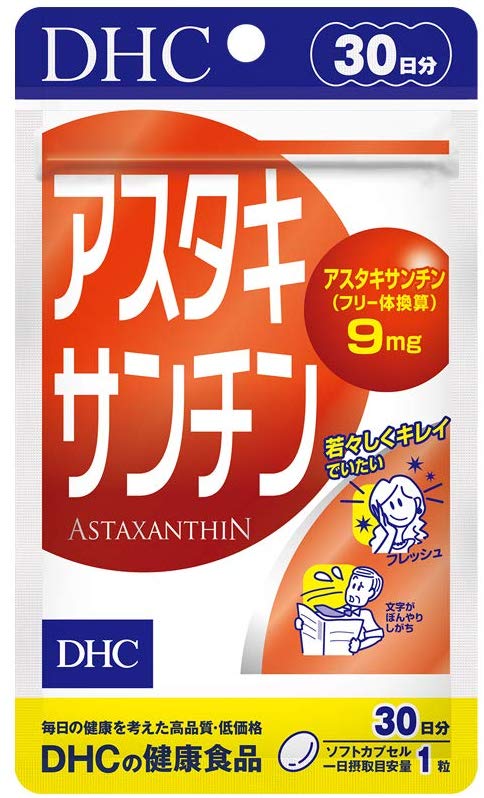 DHC
30日分
アスタキ
サンチン
ASTAXANTHIN
アスタキサンチン
(フリー体換算)
9mg
若々しくキレイ
でいたい
フレッシュ
文字が
ぼんやり
しがち
DHC
毎日の健康を考えた高品質・低価格
DHCの健康食品
30日分
ソフトカプセル
一日摂取目安量
1粒